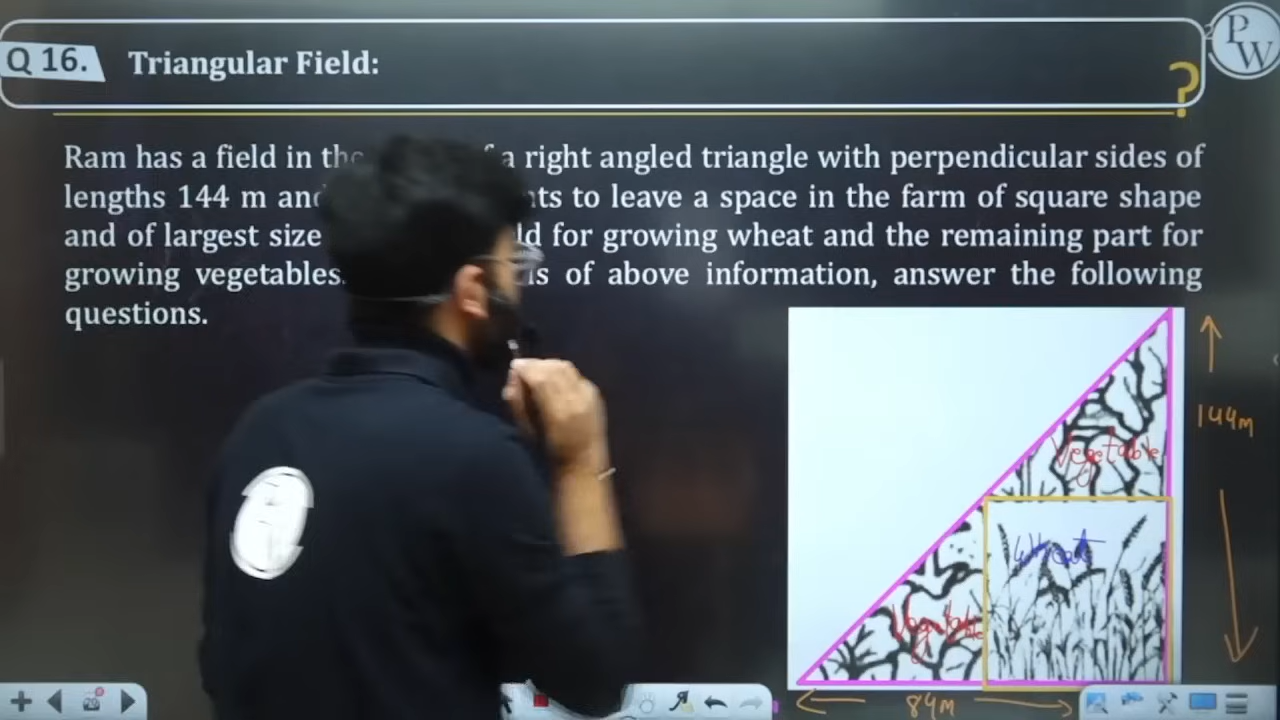 Q 16. Triangular Field:
PW
?
Ram has a field in the a right angled triangle with perpendicular sides of
lengths 144 m and to leave a space in the farm of square shape
and of largest size for growing wheat and the remaining part for
growing vegetables. of above information, answer the following
questions.
144m
Vegetable
Wheat
Vegetable
84m